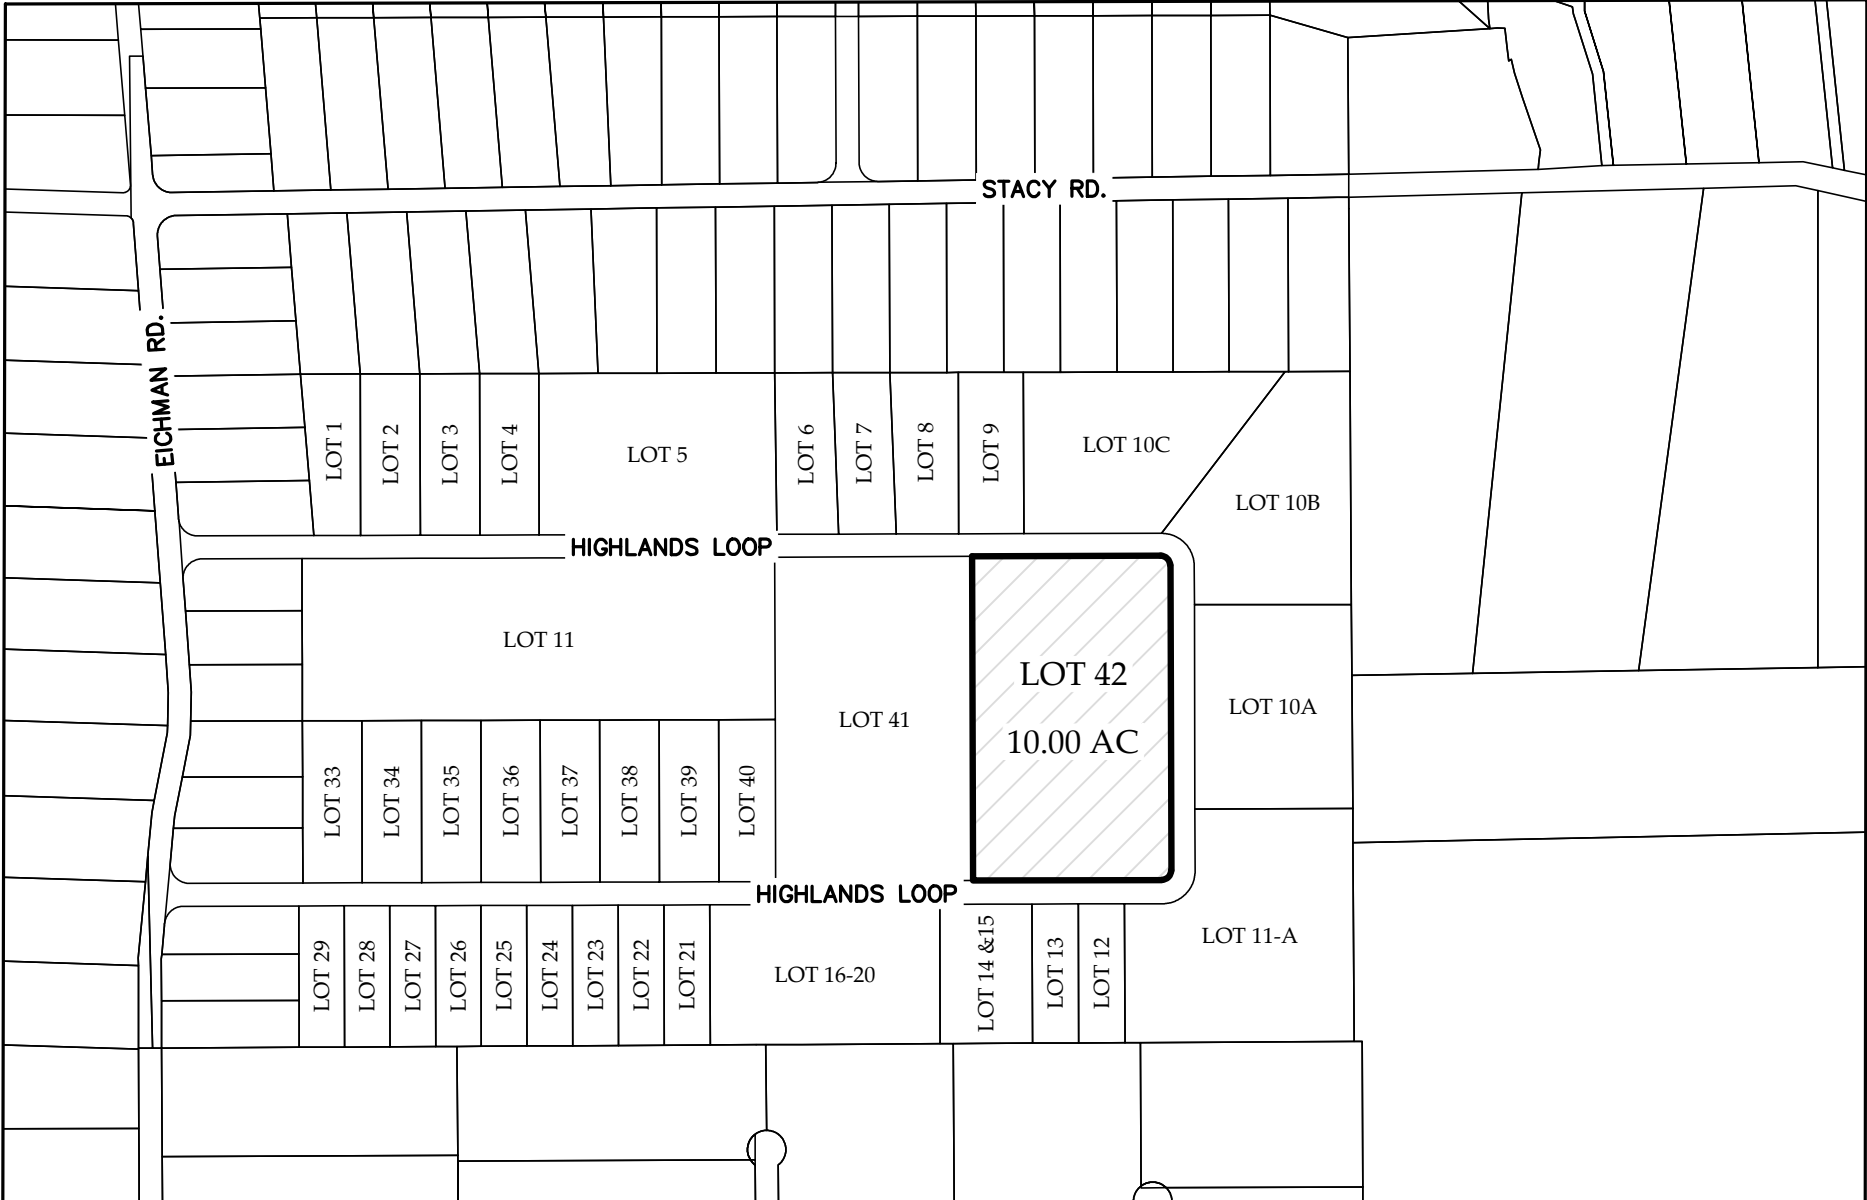 STACY RD.
EICHMAN RD.
LOT 1
LOT 2
LOT 3
LOT 4
LOT 5
LOT 6
LOT 7
LOT 8
LOT 9
LOT 10C
LOT 10B
HIGHLANDS LOOP
LOT 11
LOT 41
LOT 42
10.00 AC
LOT 10A
LOT 33
LOT 34
LOT 35
LOT 36
LOT 37
LOT 38
LOT 39
LOT 40
HIGHLANDS LOOP
LOT 29
LOT 28
LOT 27
LOT 26
LOT 25
LOT 24
LOT 23
LOT 22
LOT 21
LOT 16-20
LOT 14 &15
LOT 13
LOT 12
LOT 11-A